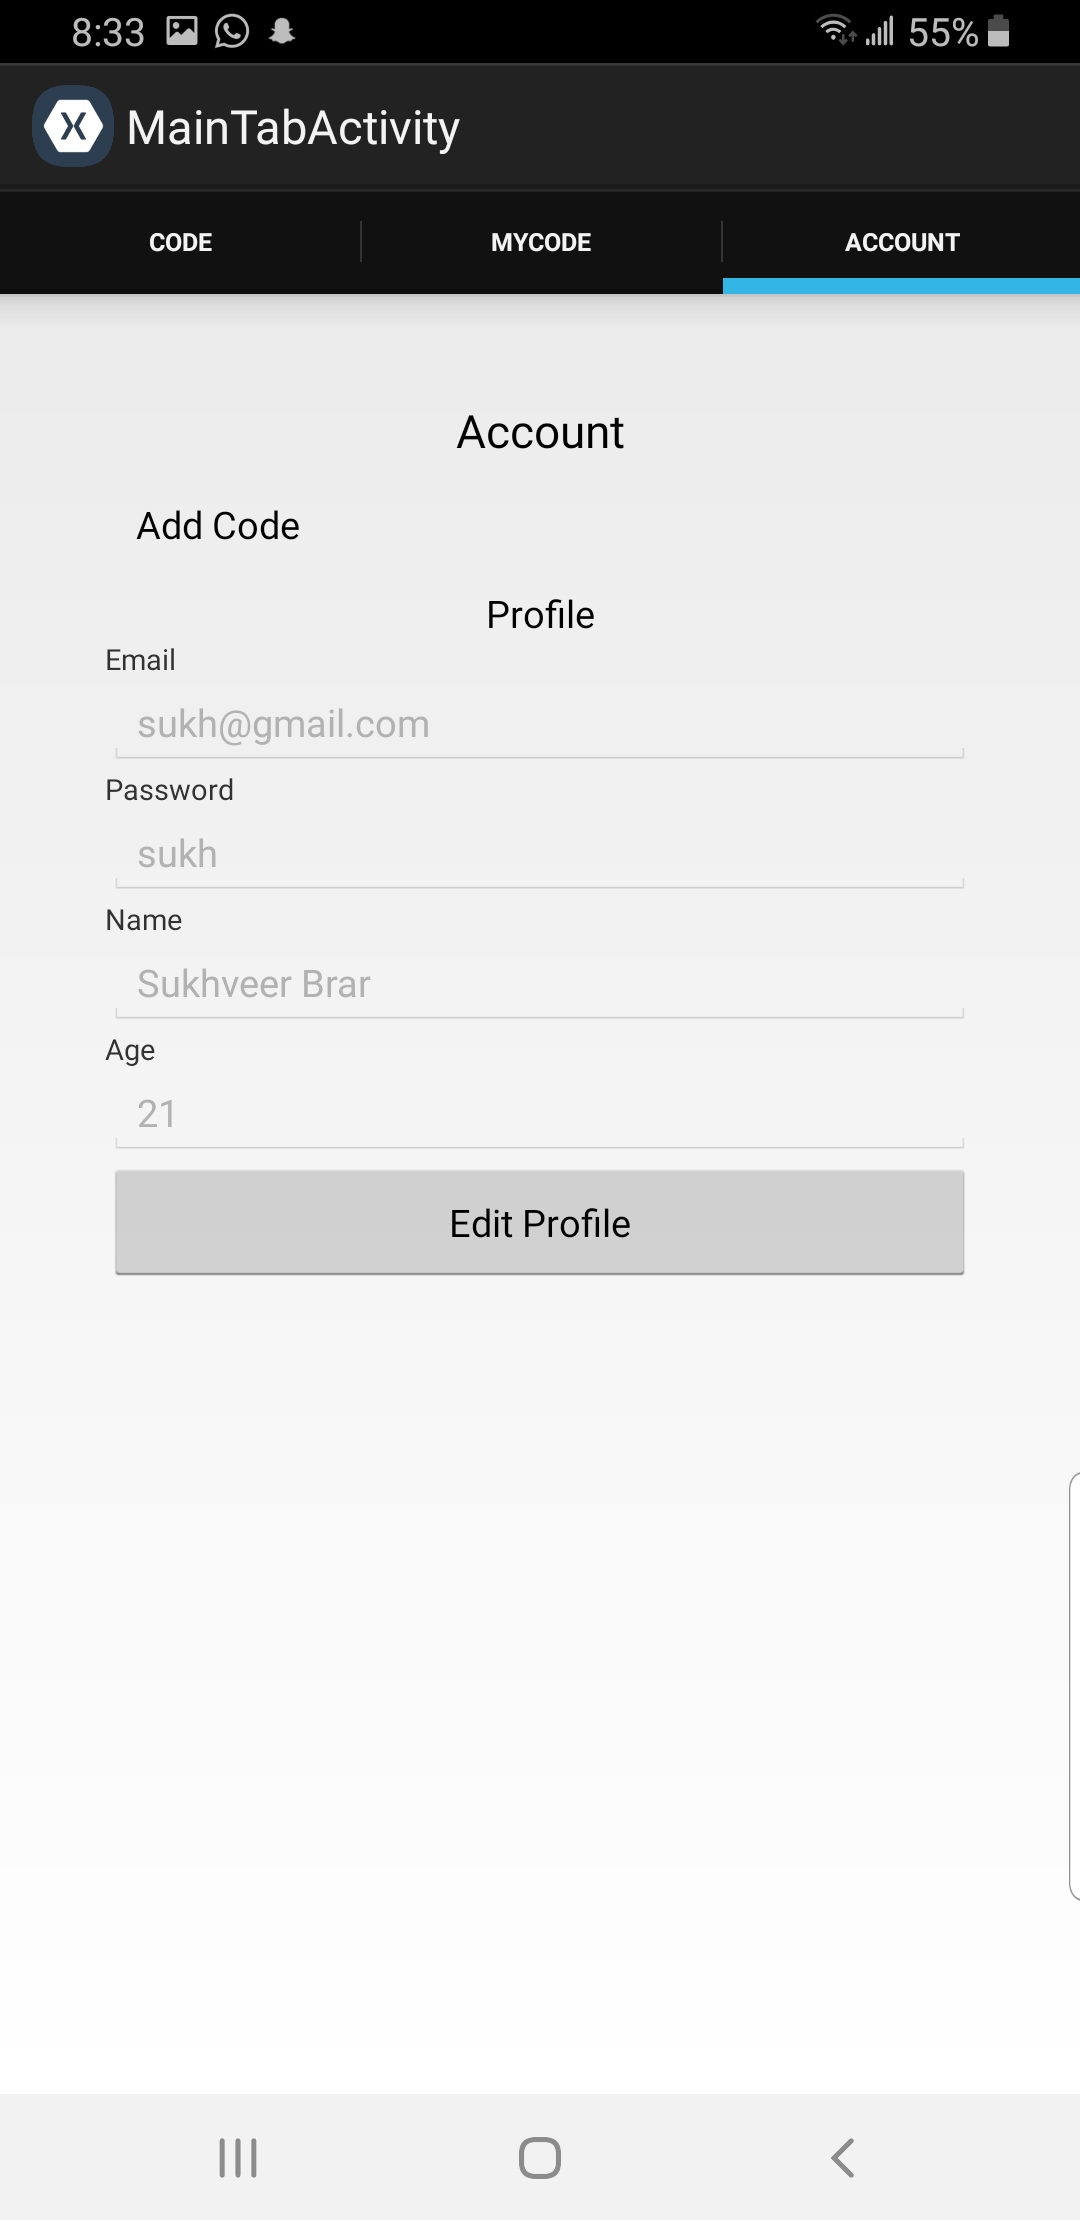 8:33 55%
MainTabActivity
CODE MYCODE ACCOUNT
Account
Add Code
Profile
Email
sukh@gmail.com
Password
sukh
Name
Sukhveer Brar
Age
21
Edit Profile